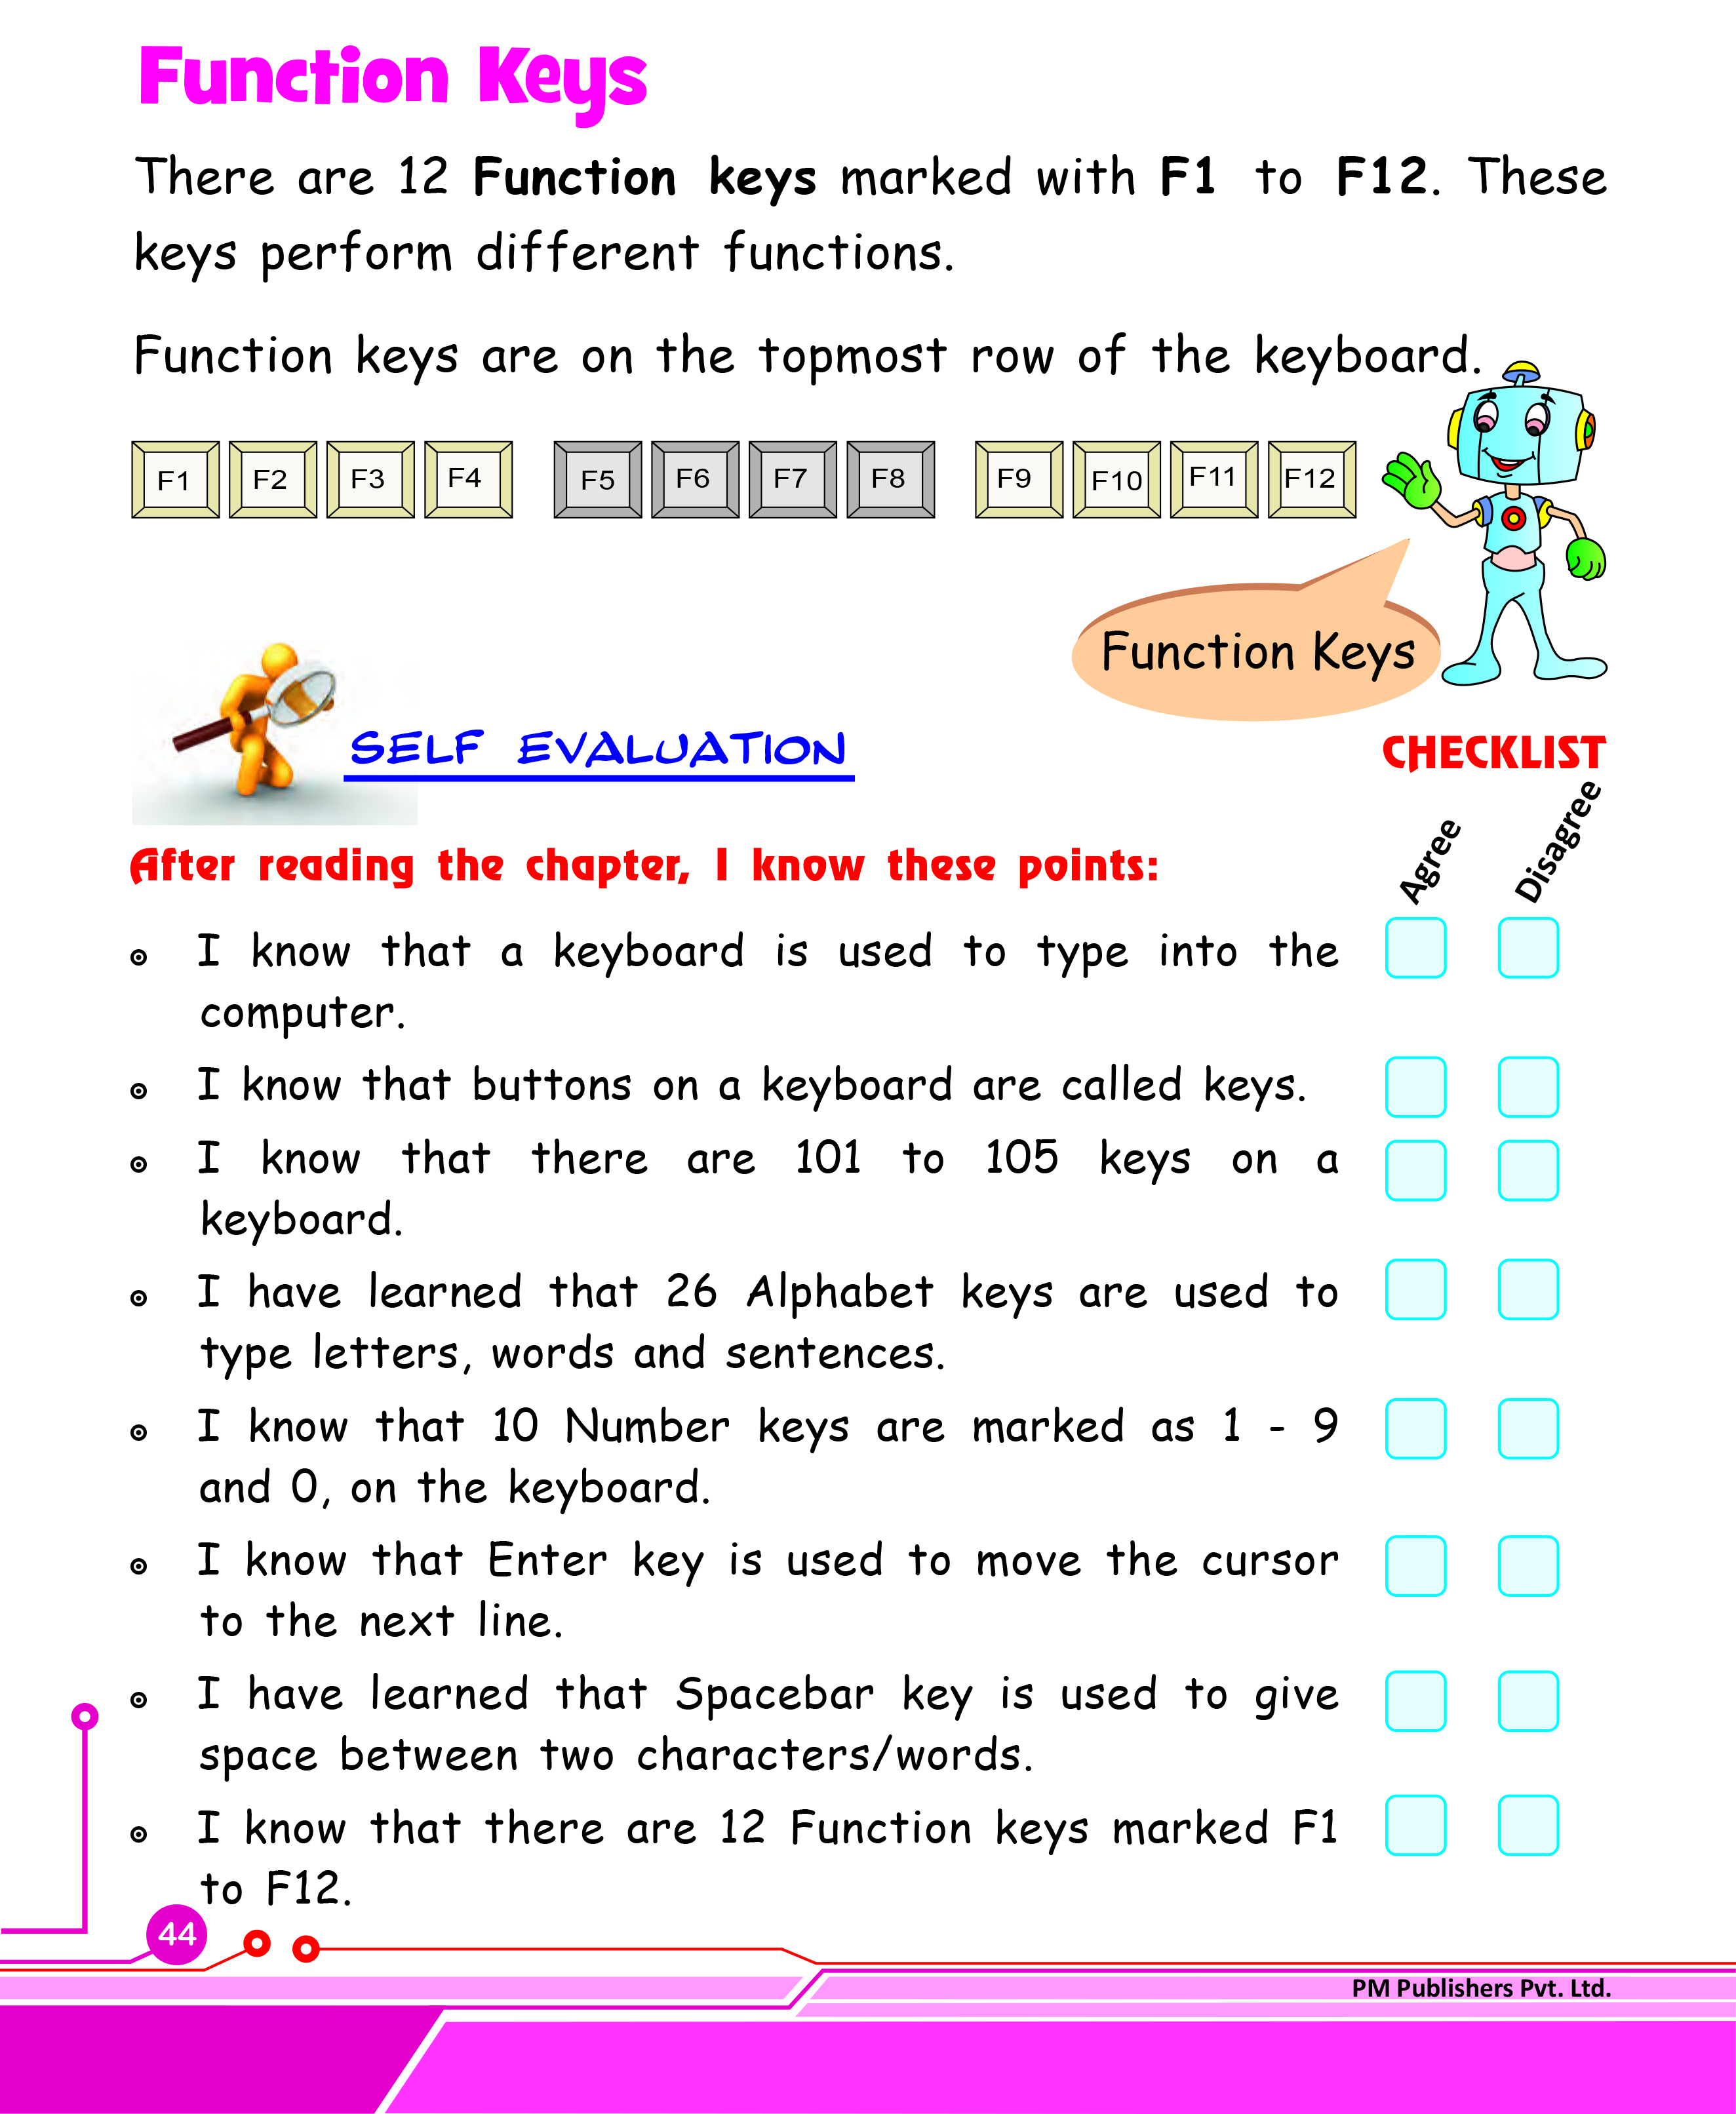 Function Keys
There are 12 Function keys marked with F1 to F12. These
keys perform different functions.
Function keys are on the topmost row of the keyboard.
F1 F2 F3 F4 F5 F6 F7 F8 F9 F10 F11 F12
Function Keys
SELF EVALUATION
CHECKLIST
Agree Disagree
After reading the chapter, I know these points:
I know that a keyboard is used to type into the
computer.
I know that buttons on a keyboard are called keys.
I know that there are 101 to 105 keys on a
keyboard.
I have learned that 26 Alphabet keys are used to
type letters, words and sentences.
I know that 10 Number keys are marked as 1 - 9
and 0, on the keyboard.
I know that Enter key is used to move the cursor
to the next line.
I have learned that Spacebar key is used to give
space between two characters/words.
I know that there are 12 Function keys marked F1
to F12.
44
PM Publishers Pvt. Ltd.